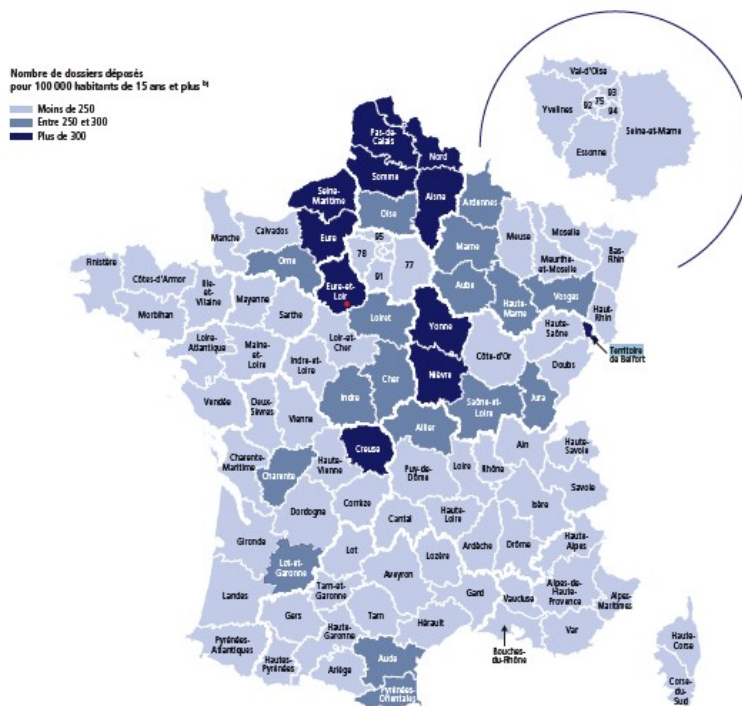 Nombre de dossiers déposés
pour 100 000 habitants de 15 ans et plus b)
Moins de 250
Entre 250 et 300
Plus de 300
Val-d'Oise
93
92
75
94
Yvelines
Seine-et-Marne
Essonne
Pas-de-
Calais
Nord
Somme
Seine-
Maritime
Aisne
Ardennes
Oise
Manche
Calvados
Eure
95
78
77
91
Marne
Meuse
Moselle
Bas-
Rhin
Meurthe-
et-Moselle
Finistère
Côtes-d'Armor
Orne
Eure-et-
Loir
Aube
Haute-
Marne
Vosges
Haut-
Rhin
Ille-
et-
Vilaine
Mayenne
Morbihan
Sarthe
Loiret
Yonne
Haute-
Saône
Territoire
de Belfort
Loire-
Atlantique
Maine-
et-
Loire
Indre-et-
Loire
Loir-et-
Cher
Cher
Nièvre
Côte-d'Or
Doubs
Vendée
Deux-
Sèvres
Vienne
Indre
Allier
Saône-et-
Loire
Jura
Charente-
Maritime
Charente
Haute-
Vienne
Creuse
Puy-de-
Dôme
Loire
Rhône
Ain
Haute-
Savoie
Savoie
Dordogne
Corrèze
Cantal
Haute-
Loire
Isère
Gironde
Lot
Lozère
Ardèche
Drôme
Haute-
Alpes
Lot-et-
Garonne
Landes
Tarn-et-
Garonne
Aveyron
Gard
Vaucluse
Alpes-de-
Haute-
Provence
Alpes-
Maritimes
Gers
Haute-
Garonne
Tarn
Hérault
Bouches-
du-Rhône
Var
Pyrénées-
Atlantiques
Hautes-
Pyrénées
Ariège
Aude
Pyrénées-
Orientales
Haute-
Corse
Corse-
du-
Sud